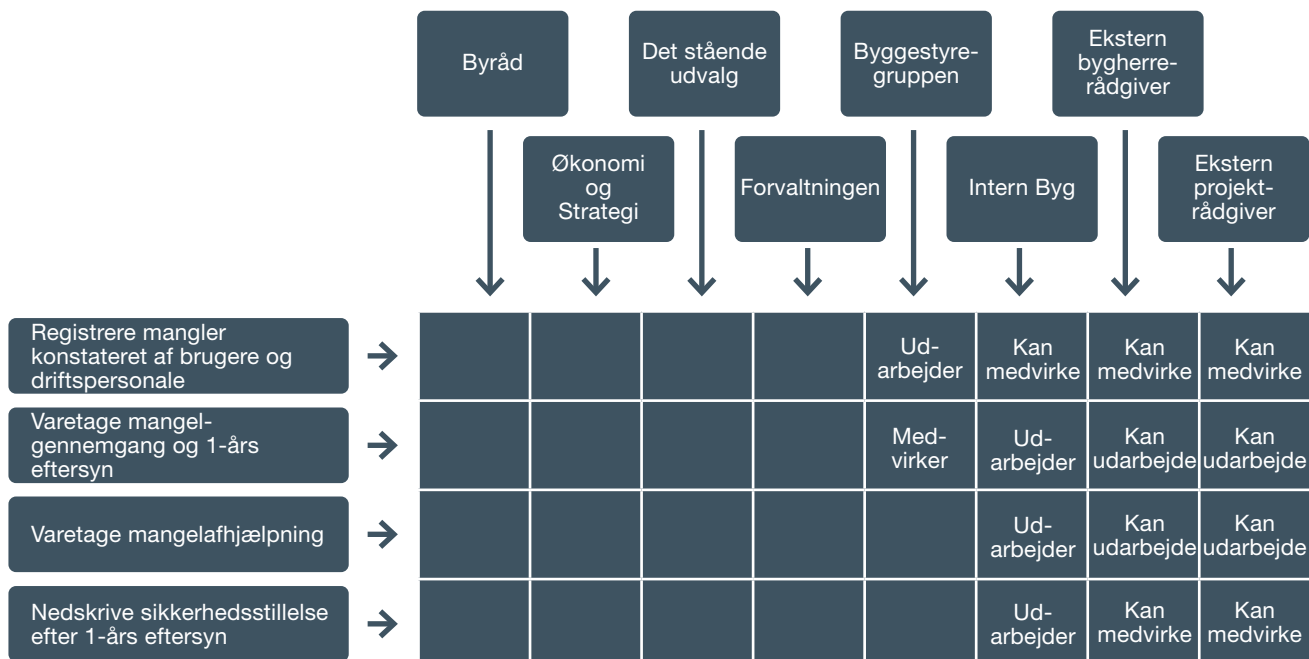 Byråd
Det stående
udvalg
Byggestyre-
gruppen
Ekstern
bygherre-
rådgiver
Økonomi
og
Strategi
Forvaltningen
Intern Byg
Ekstern
projekt-
rådgiver
Registrere mangler
konstateret af brugere og
driftspersonale
Ud-
arbejder
Kan
medvirke
Kan
medvirke
Kan
medvirke
Varetage mangel-
gennemgang og 1-års
eftersyn
Med-
virker
Ud-
arbejder
Kan
udarbejde
Kan
udarbejde
Varetage mangelafhjælpning
Ud-
arbejder
Kan
udarbejde
Kan
udarbejde
Nedskrive sikkerhedsstillelse
efter 1-års eftersyn
Ud-
arbejder
Kan
medvirke
Kan
medvirke